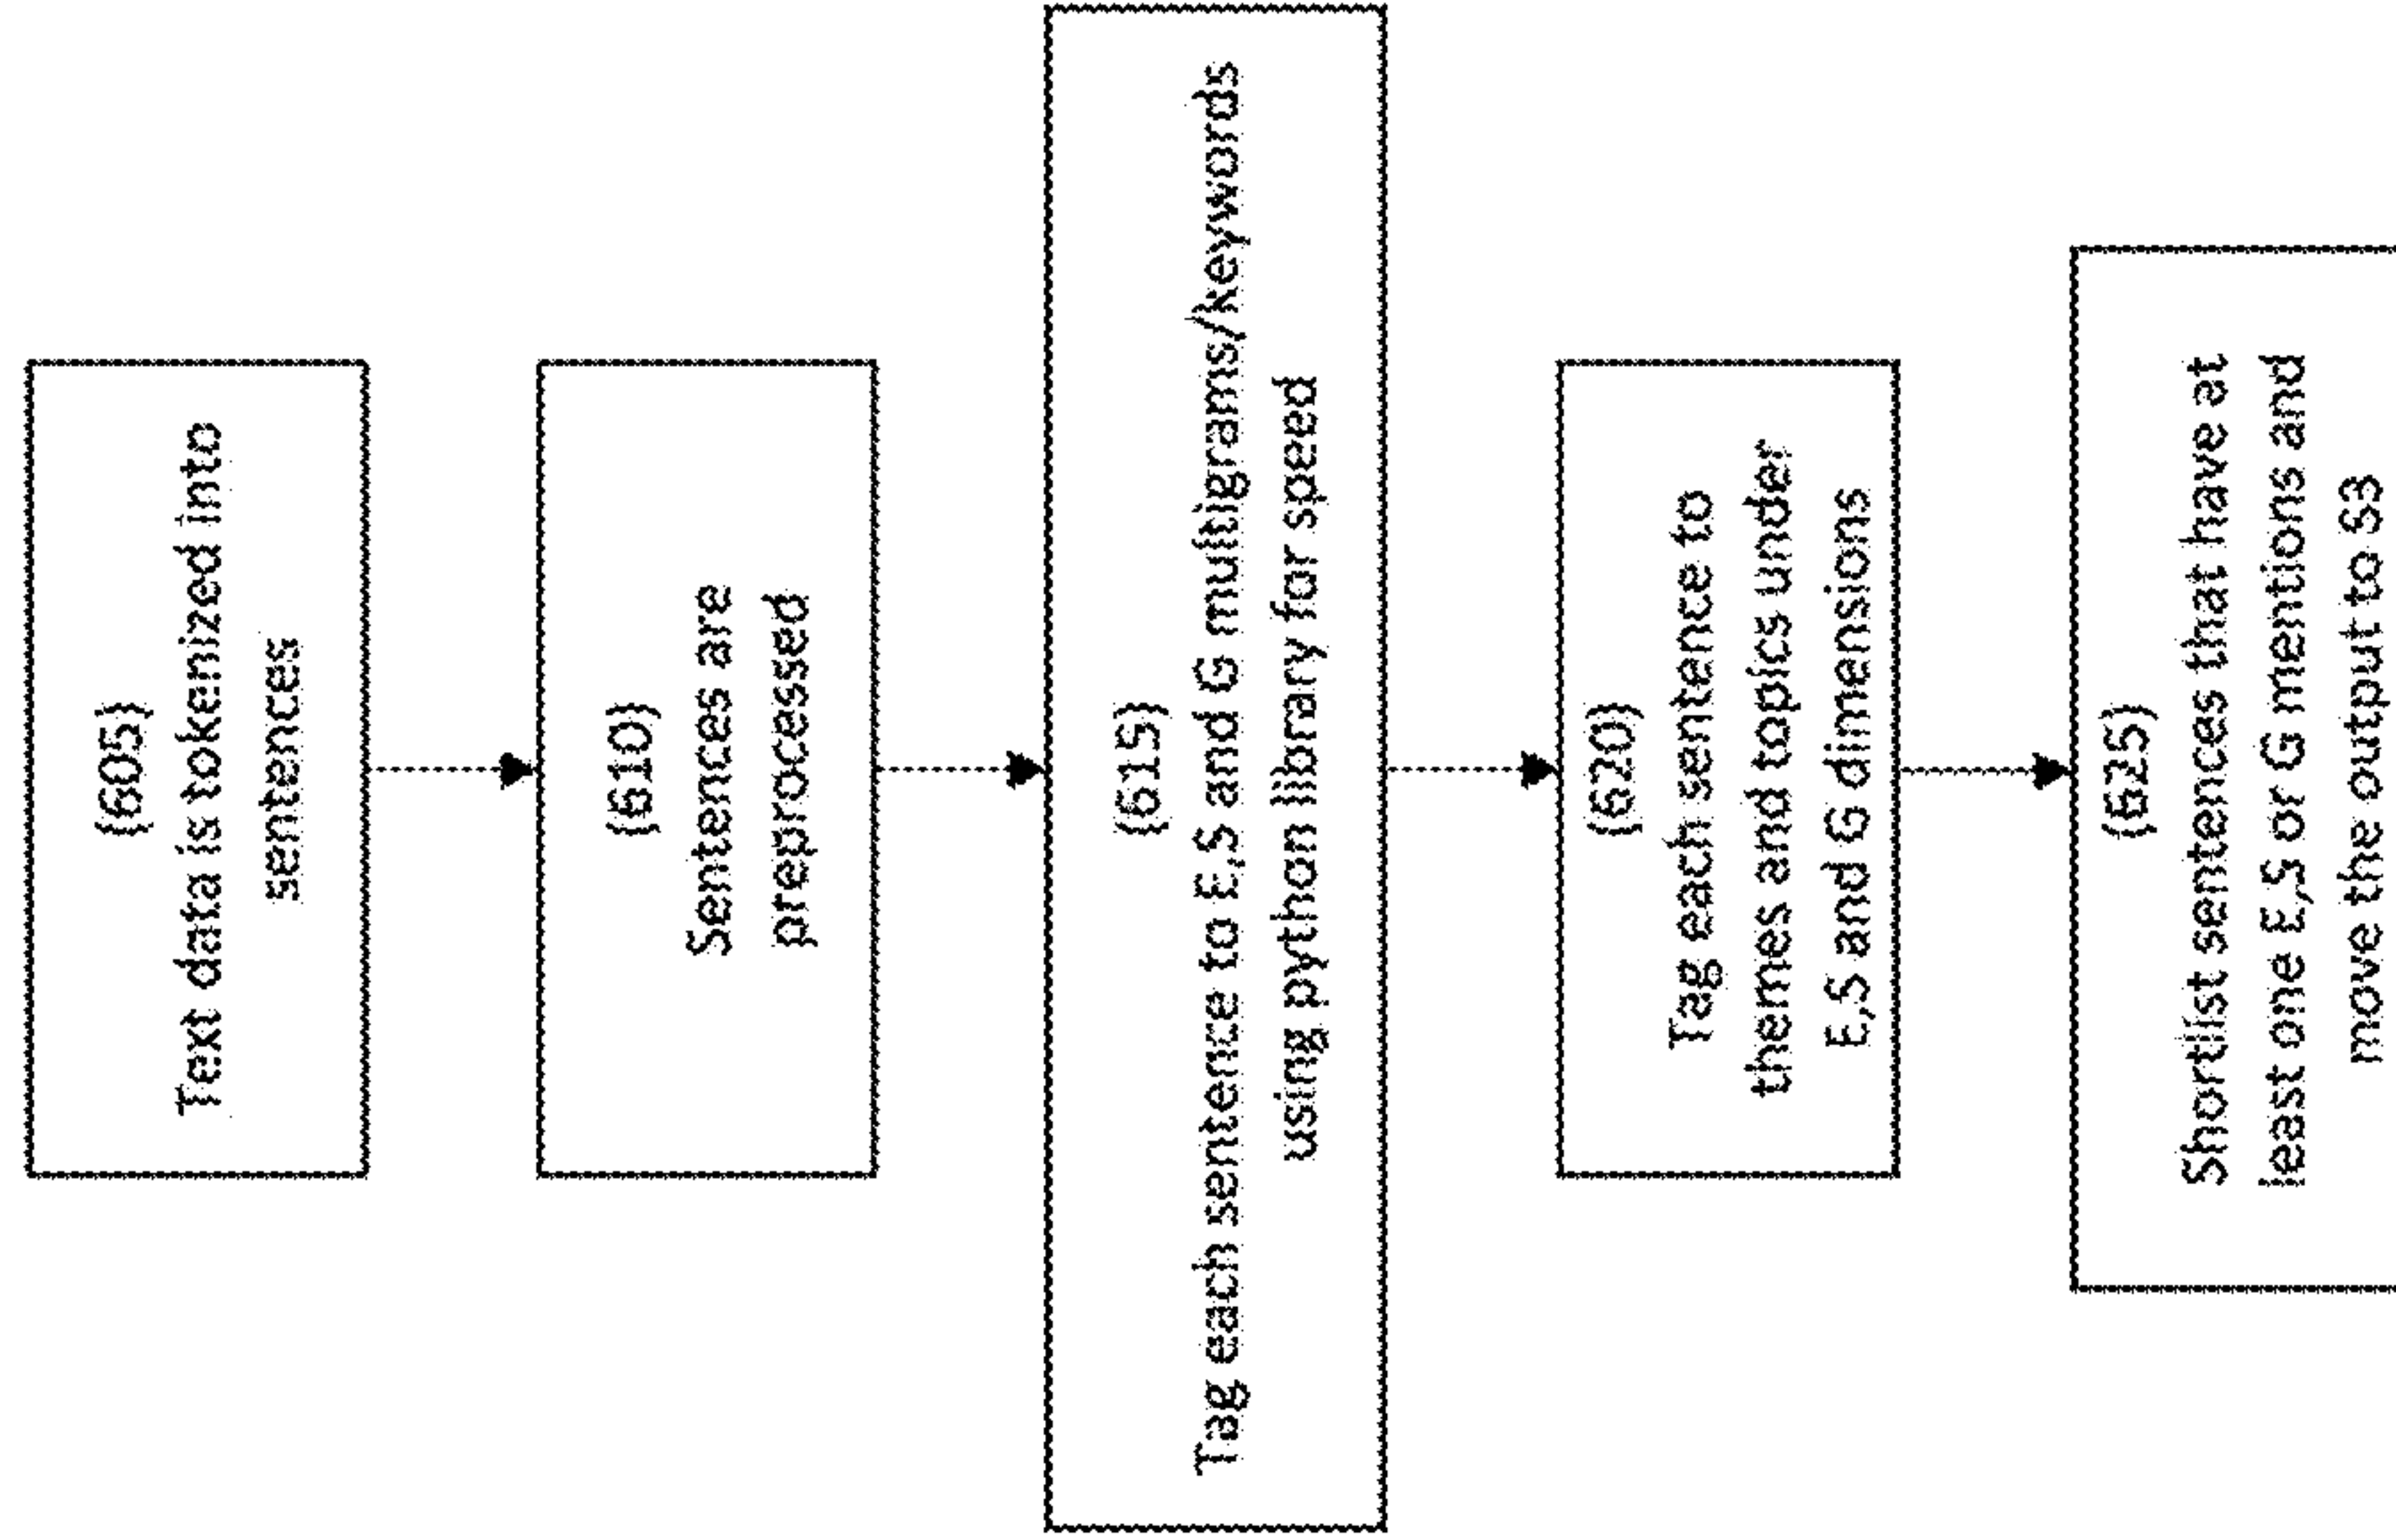 (605)
Text data is tokenized into
sentences
(610)
Sentences are
preprocessed
(615)
Tag each sentence to E,S and G multigrams/keywords
using python library for speed
(620)
Tag each sentence to
themes and topics under
E,S and G dimensions
(625)
Shortlist sentences that have at
least one E,S or G mentions and
move the output to S3